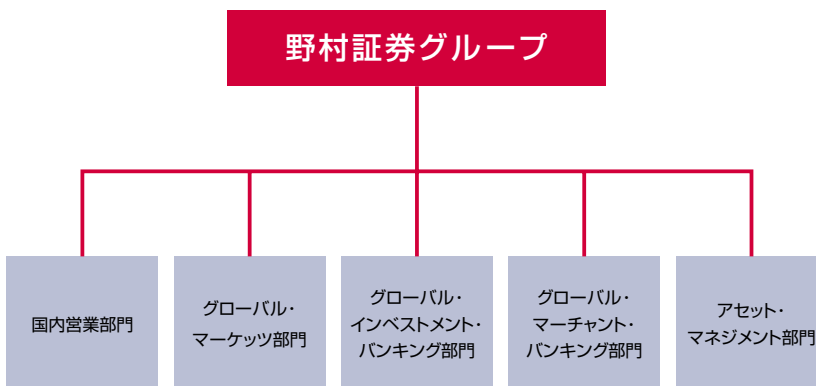 野村証券グループ
国内営業部門
グローバル・
マーケッツ部門
グローバル・
インベストメント・
バンキング部門
グローバル・
マーチャント・
バンキング部門
アセット・
マネジメント部門